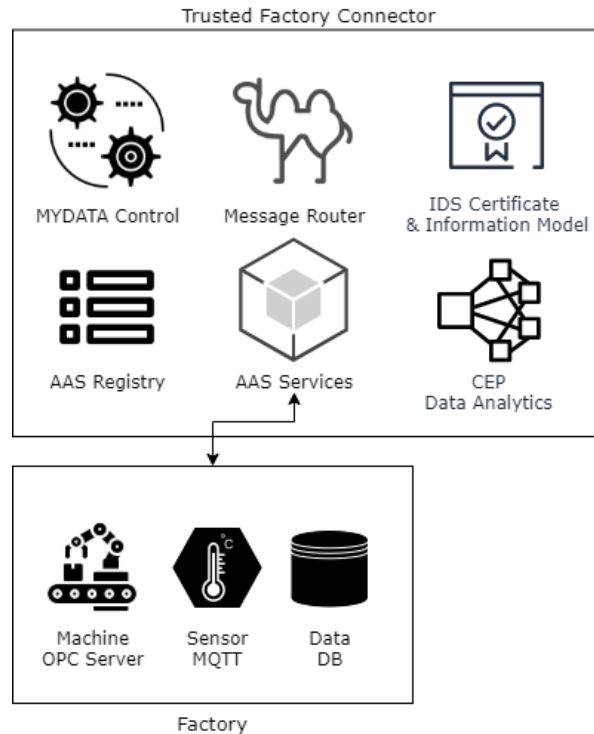 Trusted Factory Connector
MYDATA Control
Message Router
IDS Certificate
& Information Model
AAS Registry
AAS Services
CEP
Data Analytics
°C
Machine
OPC Server
Sensor
MQTT
Data
DB
Factory